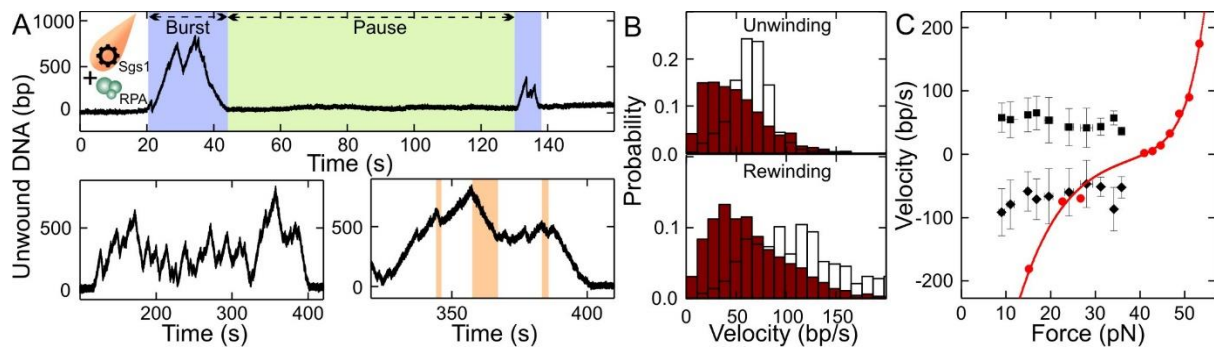 A
Burst
Pause
Sgs1
+
RPA
1000
500
0
0
20
40
60
80
100
120
140
Time (s)
Unwound DNA (bp)
500
0
200
300
400
Time (s)
500
0
350
400
Time (s)
B
Unwinding
0.2
0.1
0.0
Rewinding
0.1
0.0
0
50
100
150
Probability
Velocity (bp/s)
C
200
100
0
-100
-200
Velocity (bp/s)
0
10
20
30
40
50
Force (pN)